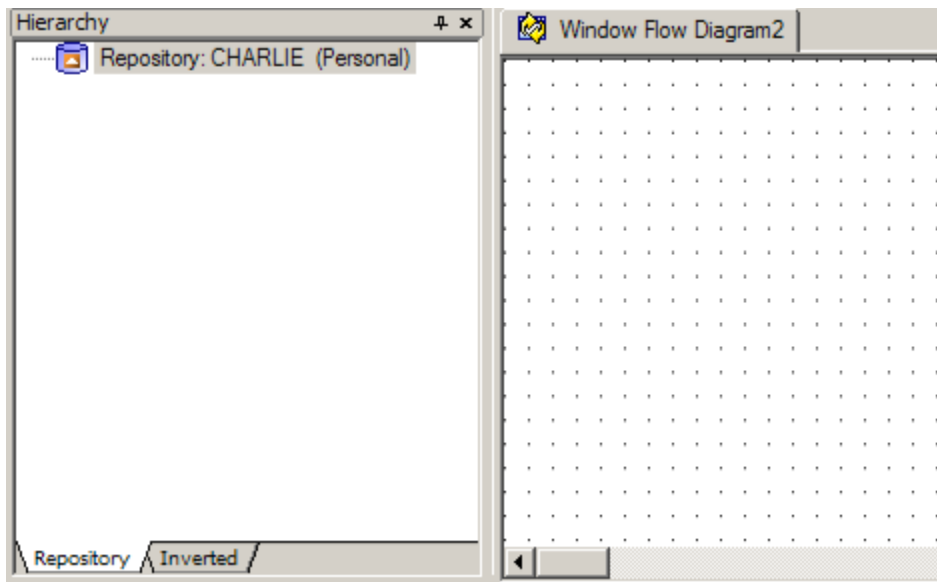 Hierarchy
Repository: CHARLIE (Personal)
Repository
Inverted
Window Flow Diagram2